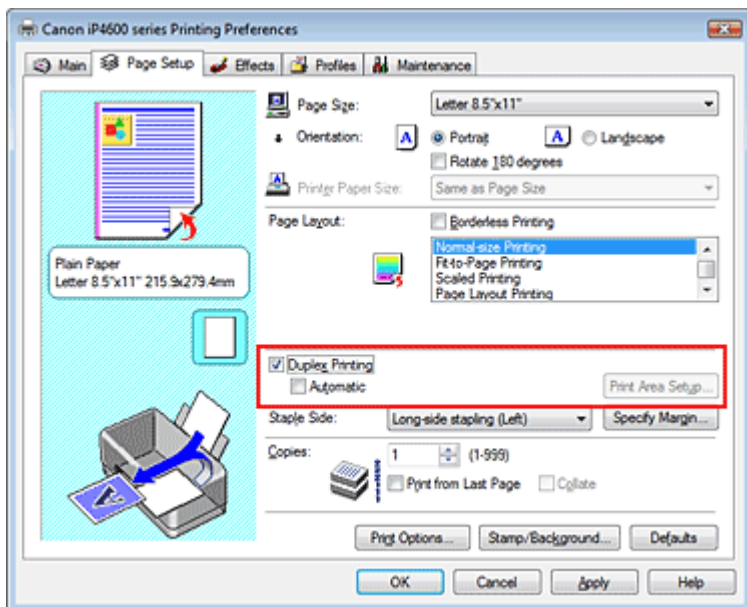 Canon iP4600 series Printing Preferences
Main Page Setup Effects Profiles Maintenance
Page Size: Letter 8.5"x11"
Orientation: A Portrait A Landscape
Rotate 180 degrees
Printer Paper Size: Same as Page Size
Page Layout: Borderless Printing
Normal-size Printing
Fit-to-Page Printing
Scaled Printing
Page Layout Printing
Plain Paper
Letter 8.5"x11" 215.9x279.4mm
Duplex Printing
Automatic Print Area Setup...
Staple Side: Long-side stapling (Left) Specify Margin...
Copies: 1 (1-999)
Print from Last Page Collate
Print Options... Stamp/Background... Defaults
OK Cancel Apply Help